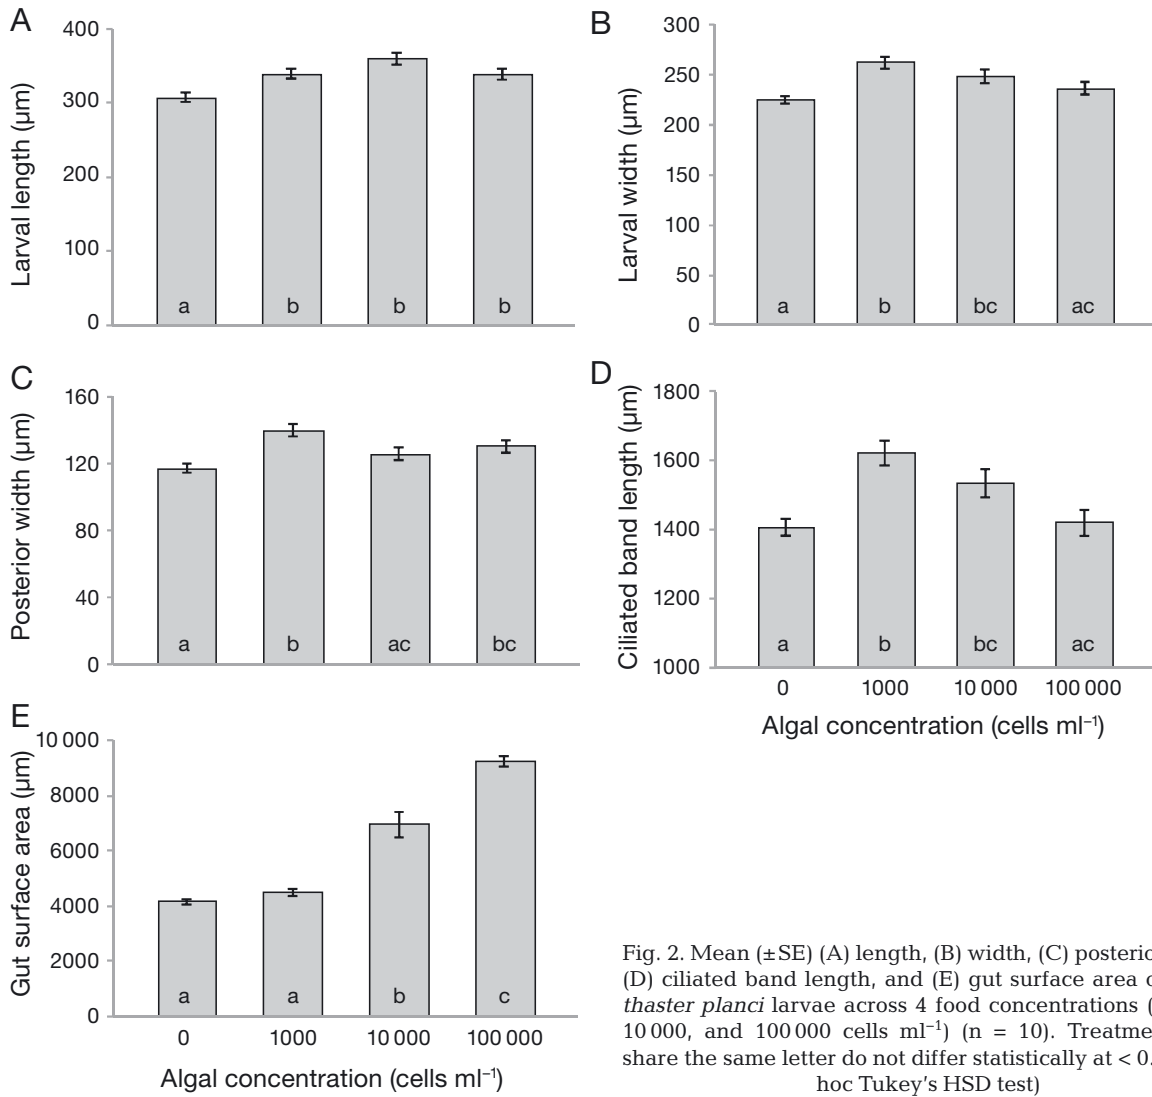 A
400
300
200
100
0
Larval length (µm)
a b b b
B
300
250
200
150
100
50
0
Larval width (µm)
a b bc ac
C
160
120
80
40
0
Posterior width (µm)
a b ac bc
D
1800
1600
1400
1200
1000
Ciliated band length (µm)
a b bc ac
0 1000 10 000 100 000
Algal concentration (cells ml⁻¹)
E
10 000
8000
6000
4000
2000
0
Gut surface area (µm)
a a b c
0 1000 10 000 100 000
Algal concentration (cells ml⁻¹)
Fig. 2. Mean (±SE) (A) length, (B) width, (C) posterio
(D) ciliated band length, and (E) gut surface area
thaster planci larvae across 4 food concentrations (
10 000, and 100 000 cells ml⁻¹) (n = 10). Treatme
share the same letter do not differ statistically at < 0.
hoc Tukey's HSD test)